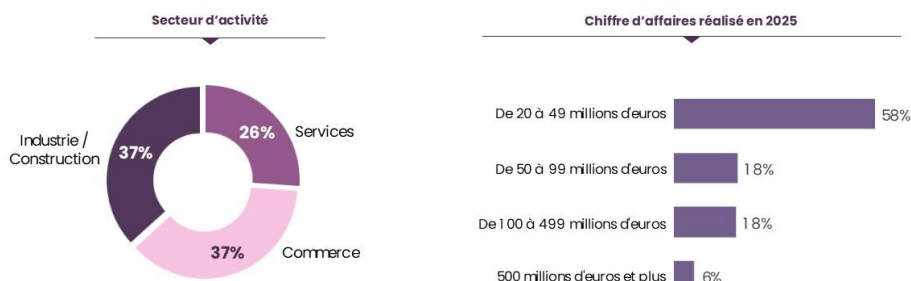 Secteur d'activité
Services
26%
Industrie /
Construction
37%
37%
Commerce
Chiffre d'affaires réalisé en 2025
De 20 à 49 millions d'euros
58%
De 50 à 99 millions d'euros
18%
De 100 à 499 millions d'euros
18%
500 millions d'euros et plus
6%